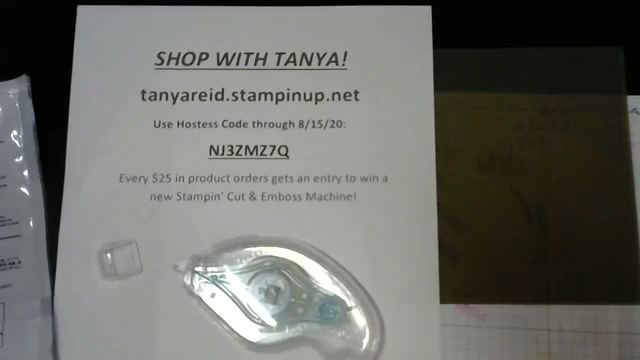 SHOP WITH TANYA!
tanyareid.stampinup.net
Use Hostess Code through 8/15/20:
NJ3ZMZ7Q
Every $25 in product orders gets an entry to win a
new Stampin' Cut & Emboss Machine!